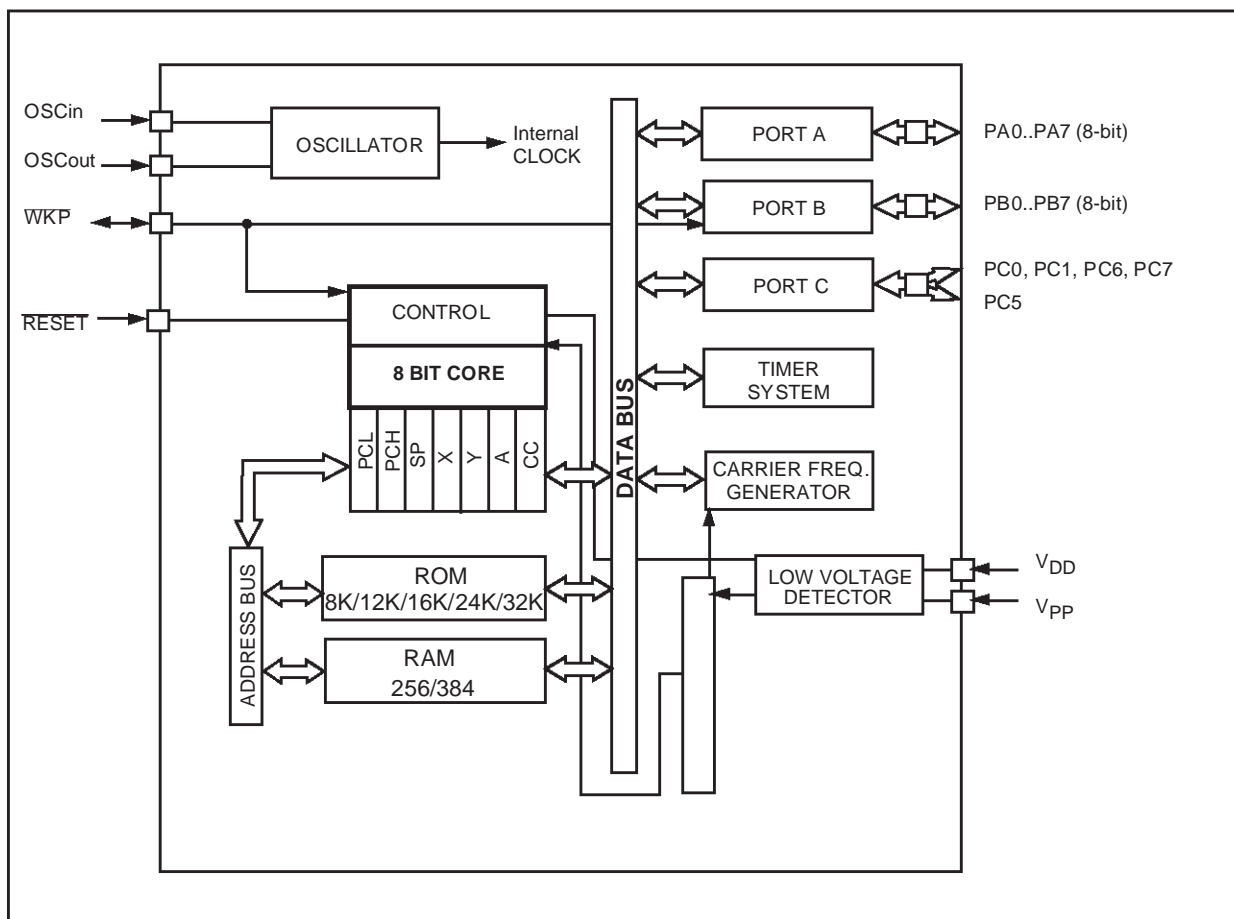 OSCin
OSCout
WKP
RESET
OSCILLATOR
Internal
CLOCK
CONTROL
8 BIT CORE
PCL
PCH
SP
X
Y
A
CC
ADDRESS BUS
ROM
8K/12K/16K/24K/32K
RAM
256/384
DATA BUS
PORT A
PORT B
PORT C
TIMER
SYSTEM
CARRIER FREQ.
GENERATOR
LOW VOLTAGE
DETECTOR
PA0..PA7 (8-bit)
PB0..PB7 (8-bit)
PC0, PC1, PC6, PC7
PC5
VDD
VPP